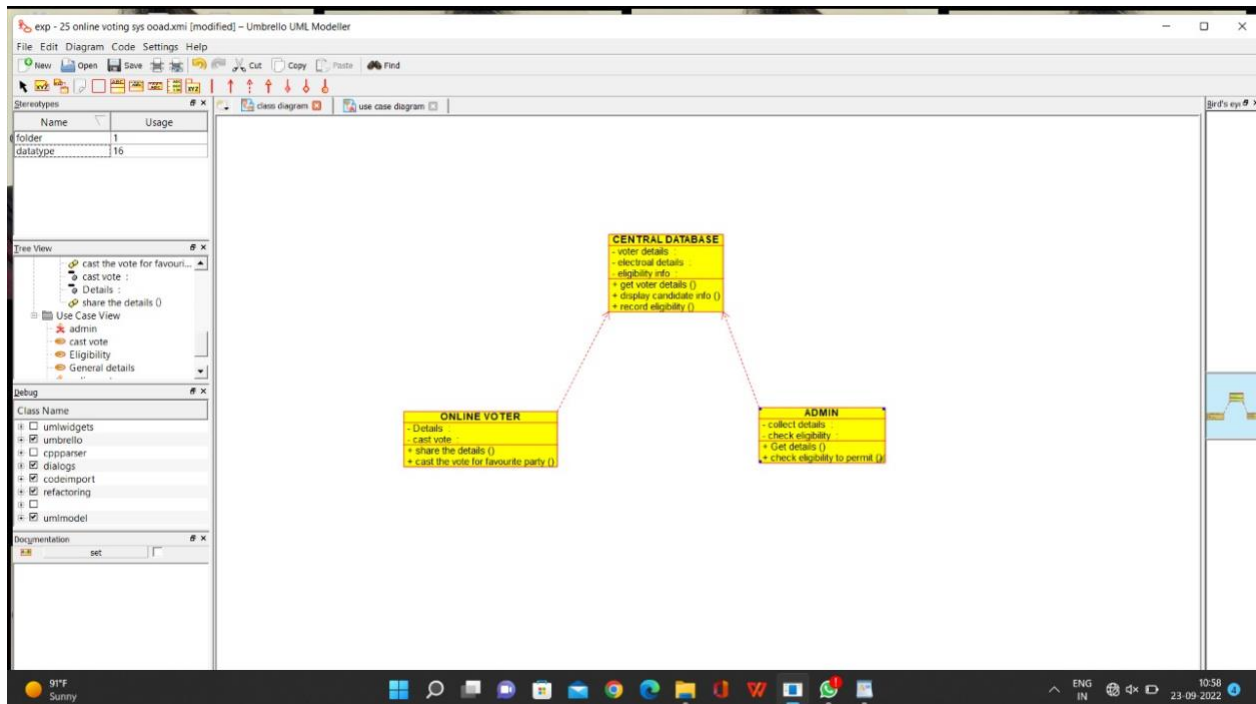 exp - 25 online voting sys ooad.xmi [modified] – Umbrello UML Modeller
File Edit Diagram Code Settings Help
New Open Save Cut Copy Paste Find
Stereotypes
class diagram use case diagram
Bird's eye
Name Usage
folder 1
datatype 16
Tree View
cast the vote for favouri...
cast vote :
Details :
share the details ()
Use Case View
admin
cast vote
Eligibility
General details
Debug
Class Name
umlwidgets
umbrello
cppparser
dialogs
codeimport
refactoring
umlmodel
Documentation
set
CENTRAL DATABASE
- voter details :
- electroal details :
- eligibility info :
+ get voter details ()
+ display candidate info ()
+ record eligibility ()
ONLINE VOTER
- Details :
- cast vote :
+ share the details ()
+ cast the vote for favourite party ()
ADMIN
- collect details :
- check eligibility :
+ Get details ()
+ check eligibility to permit ()
91°F
Sunny
ENG
IN
10:58
23-09-2022
4